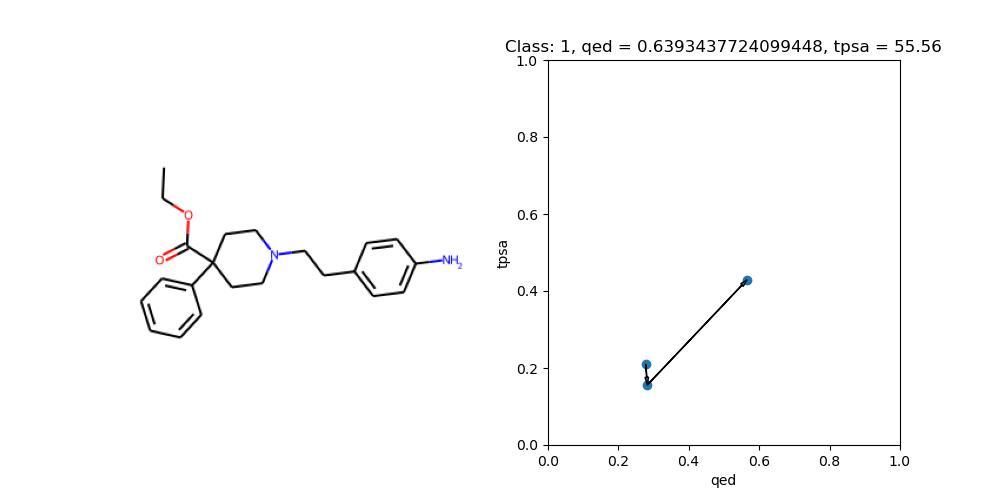 Class: 1, qed = 0.6393437724099448, tpsa = 55.56
O
O
N
NH₂
1.0
0.8
0.6
0.4
0.2
0.0
tpsa
0.0 0.2 0.4 0.6 0.8 1.0
qed